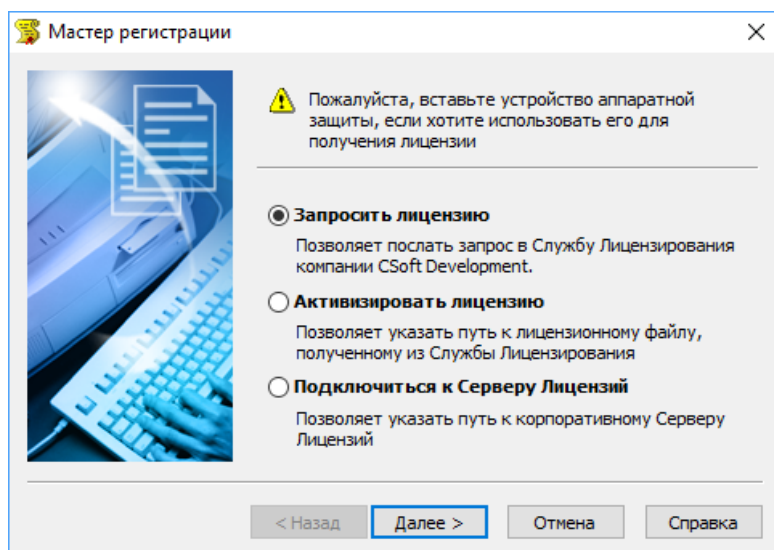 Мастер регистрации
Пожалуйста, вставьте устройство аппаратной
защиты, если хотите использовать его для
получения лицензии
Запросить лицензию
Позволяет послать запрос в Службу Лицензирования
компании CSoft Development.
Активизировать лицензию
Позволяет указать путь к лицензионному файлу,
полученному из Службы Лицензирования
Подключиться к Серверу Лицензий
Позволяет указать путь к корпоративному Серверу
Лицензий
< Назад
Далее >
Отмена
Справка